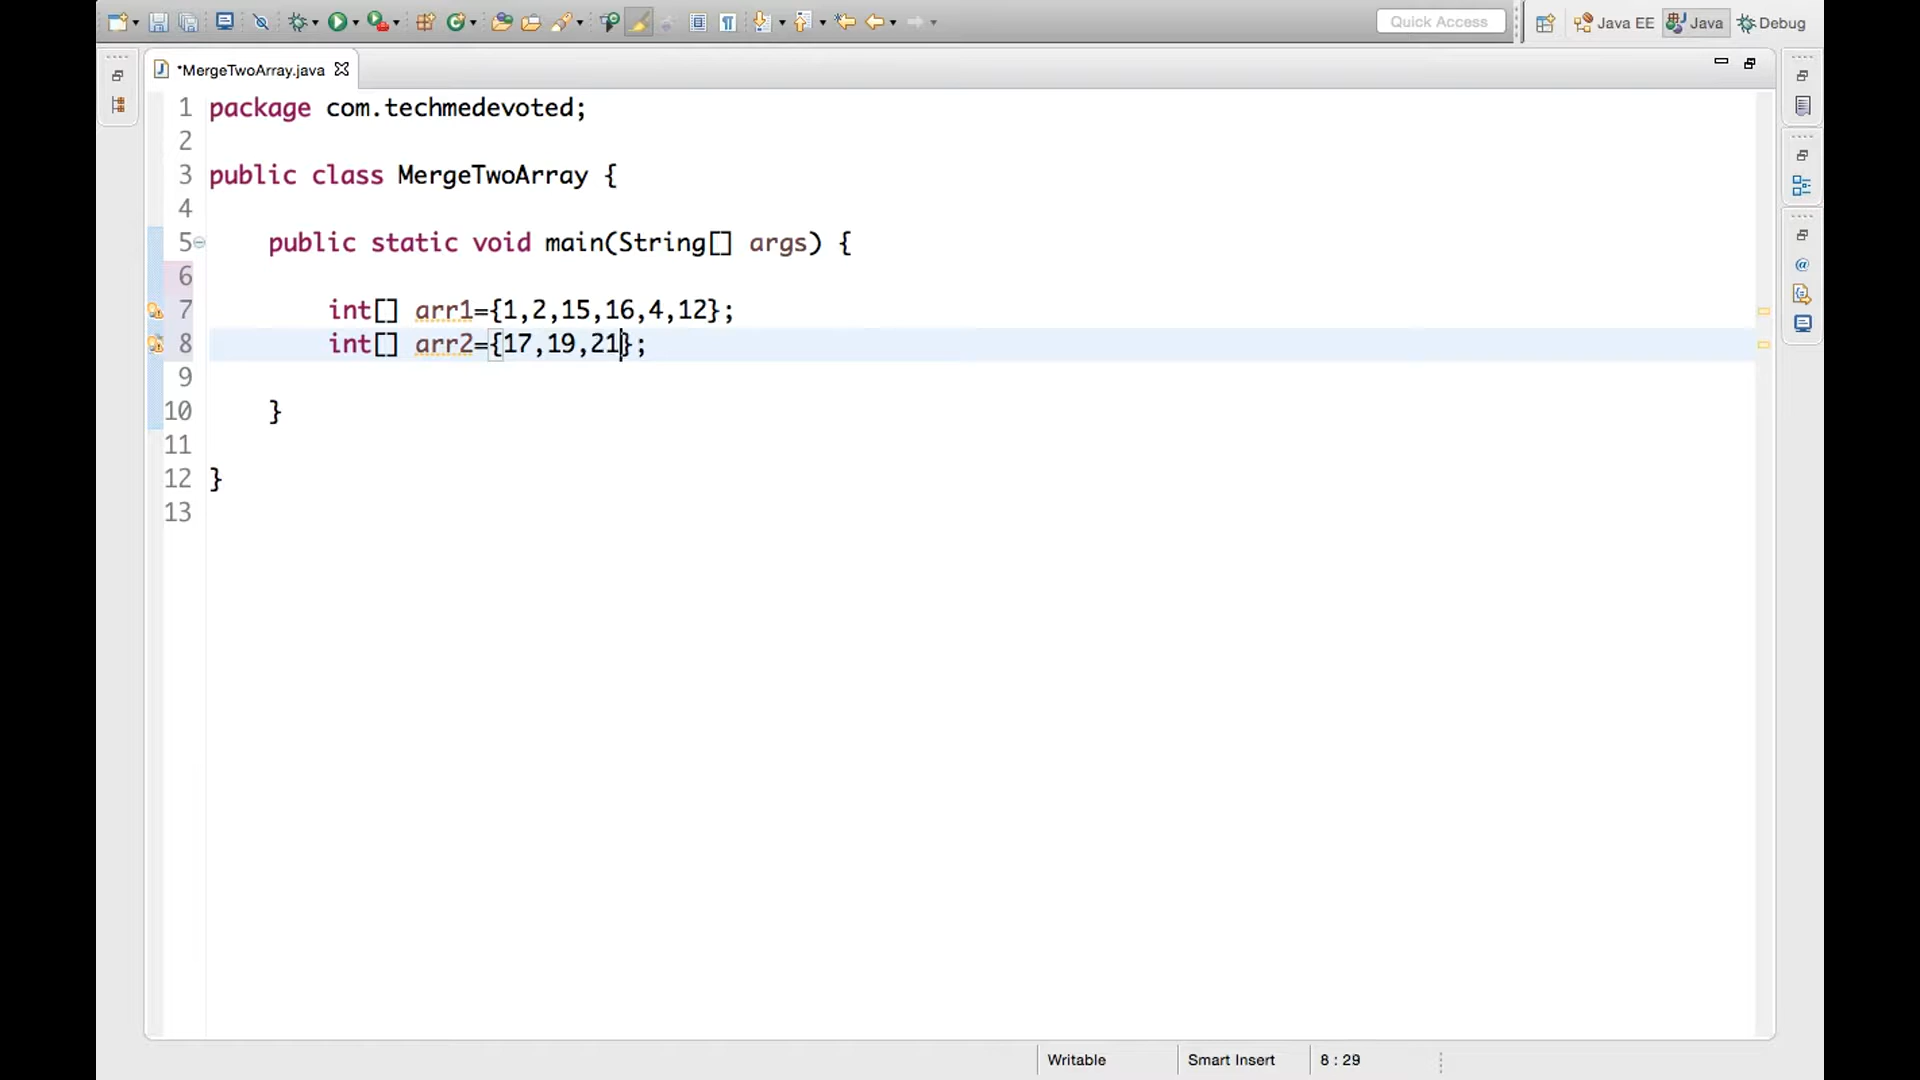 Quick Access
Java EE
Java
Debug
*MergeTwoArray.java
1 package com.techmedevoted;
2
3 public class MergeTwoArray {
4
5 public static void main(String[] args) {
6
7 int[] arr1={1,2,15,16,4,12};
8 int[] arr2={17,19,21};
9
10 }
11
12 }
13
Writable
Smart Insert
8 : 29